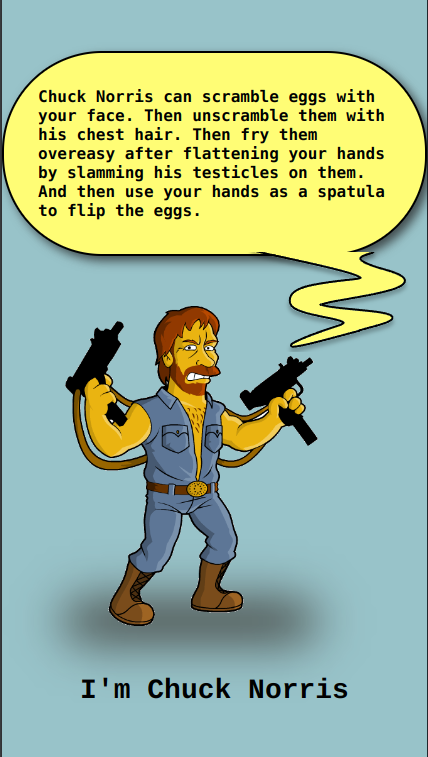 Chuck Norris can scramble eggs with
your face. Then unscramble them with
his chest hair. Then fry them
overeasy after flattening your hands
by slamming his testicles on them.
And then use your hands as a spatula
to flip the eggs.
I'm Chuck Norris